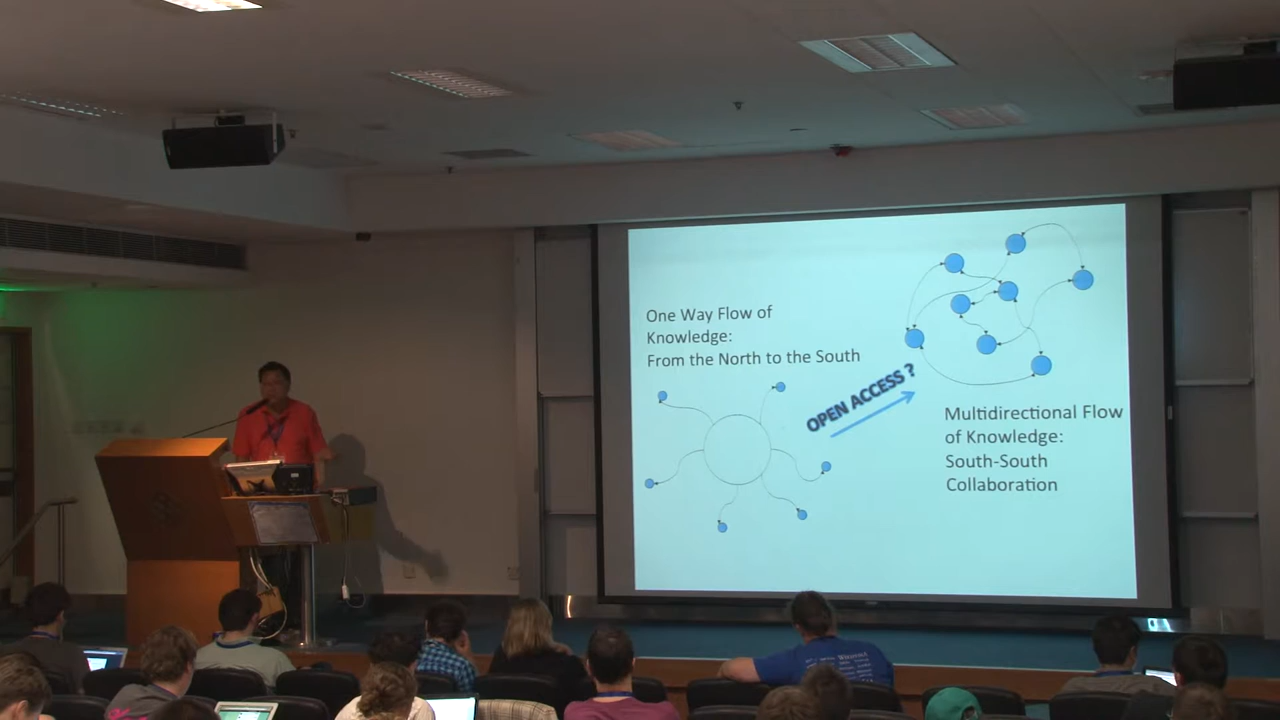 One Way Flow of
Knowledge:
From the North to the South
OPEN ACCESS ?
Multidirectional Flow
of Knowledge:
South-South
Collaboration